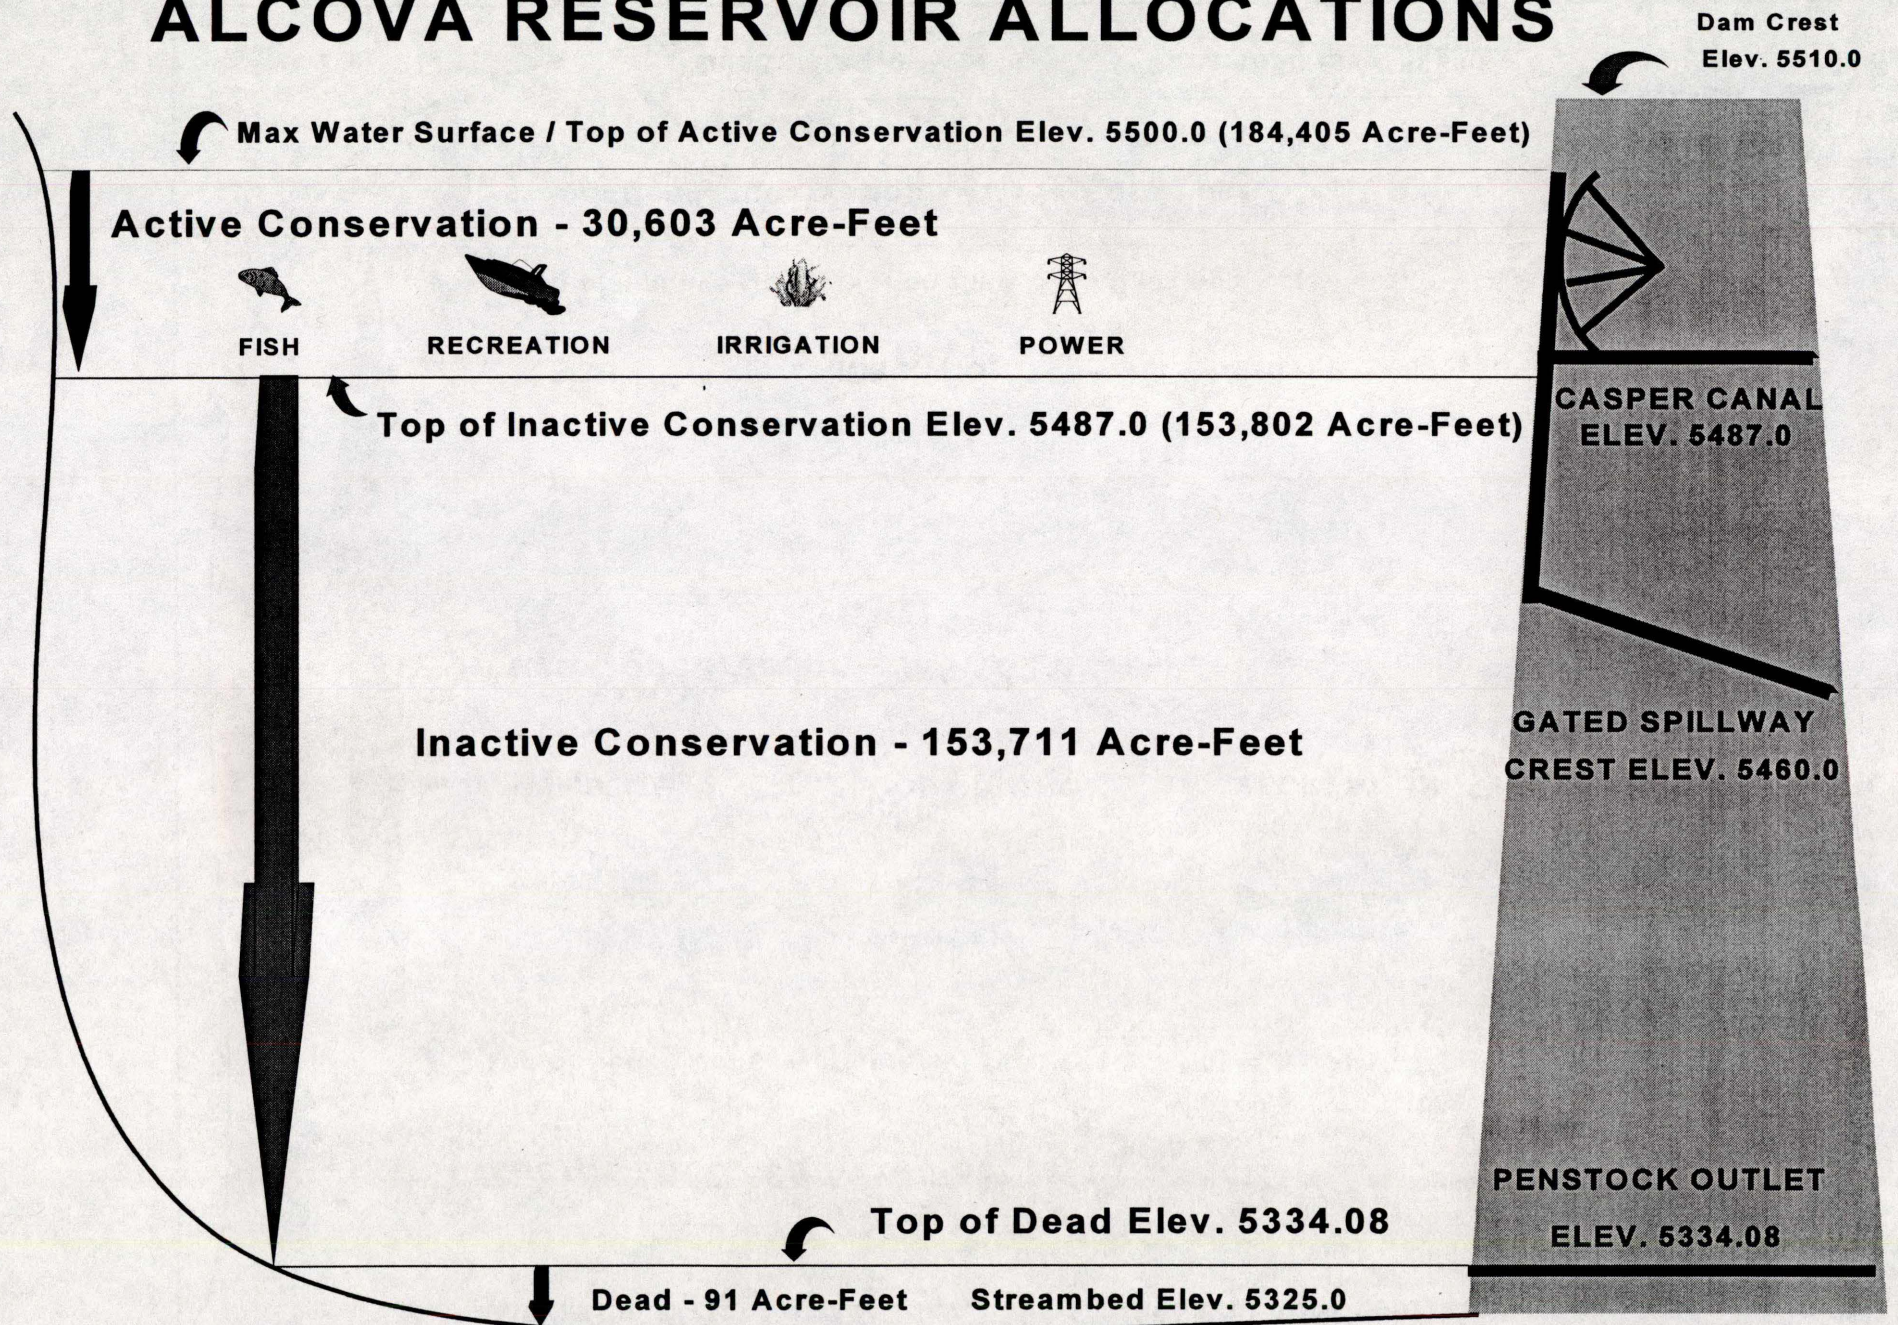 ALCOVA RESERVOIR ALLOCATIONS
Dam Crest
Elev. 5510.0
Max Water Surface / Top of Active Conservation Elev. 5500.0 (184,405 Acre-Feet)
Active Conservation - 30,603 Acre-Feet
FISH
RECREATION
IRRIGATION
POWER
CASPER CANAL
ELEV. 5487.0
Top of Inactive Conservation Elev. 5487.0 (153,802 Acre-Feet)
Inactive Conservation - 153,711 Acre-Feet
GATED SPILLWAY
CREST ELEV. 5460.0
PENSTOCK OUTLET
ELEV. 5334.08
Top of Dead Elev. 5334.08
Dead - 91 Acre-Feet
Streambed Elev. 5325.0